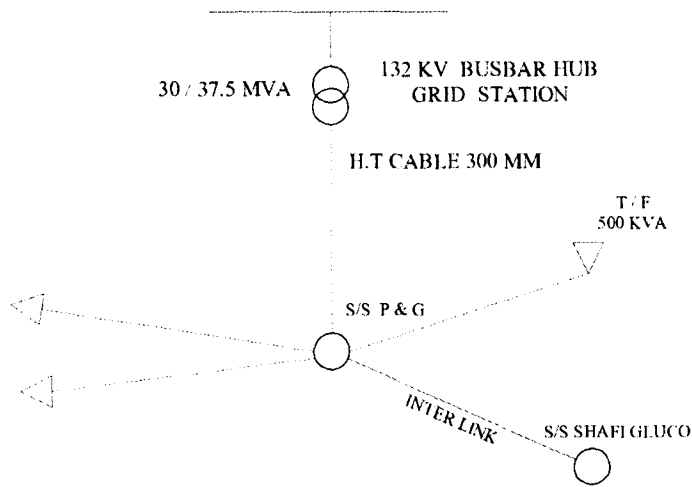 30 / 37.5 MVA
132 KV BUSBAR HUB
GRID STATION
H.T CABLE 300 MM
T / F
500 KVA
S/S P & G
INTER LINK
S/S SHAFI GLUCO